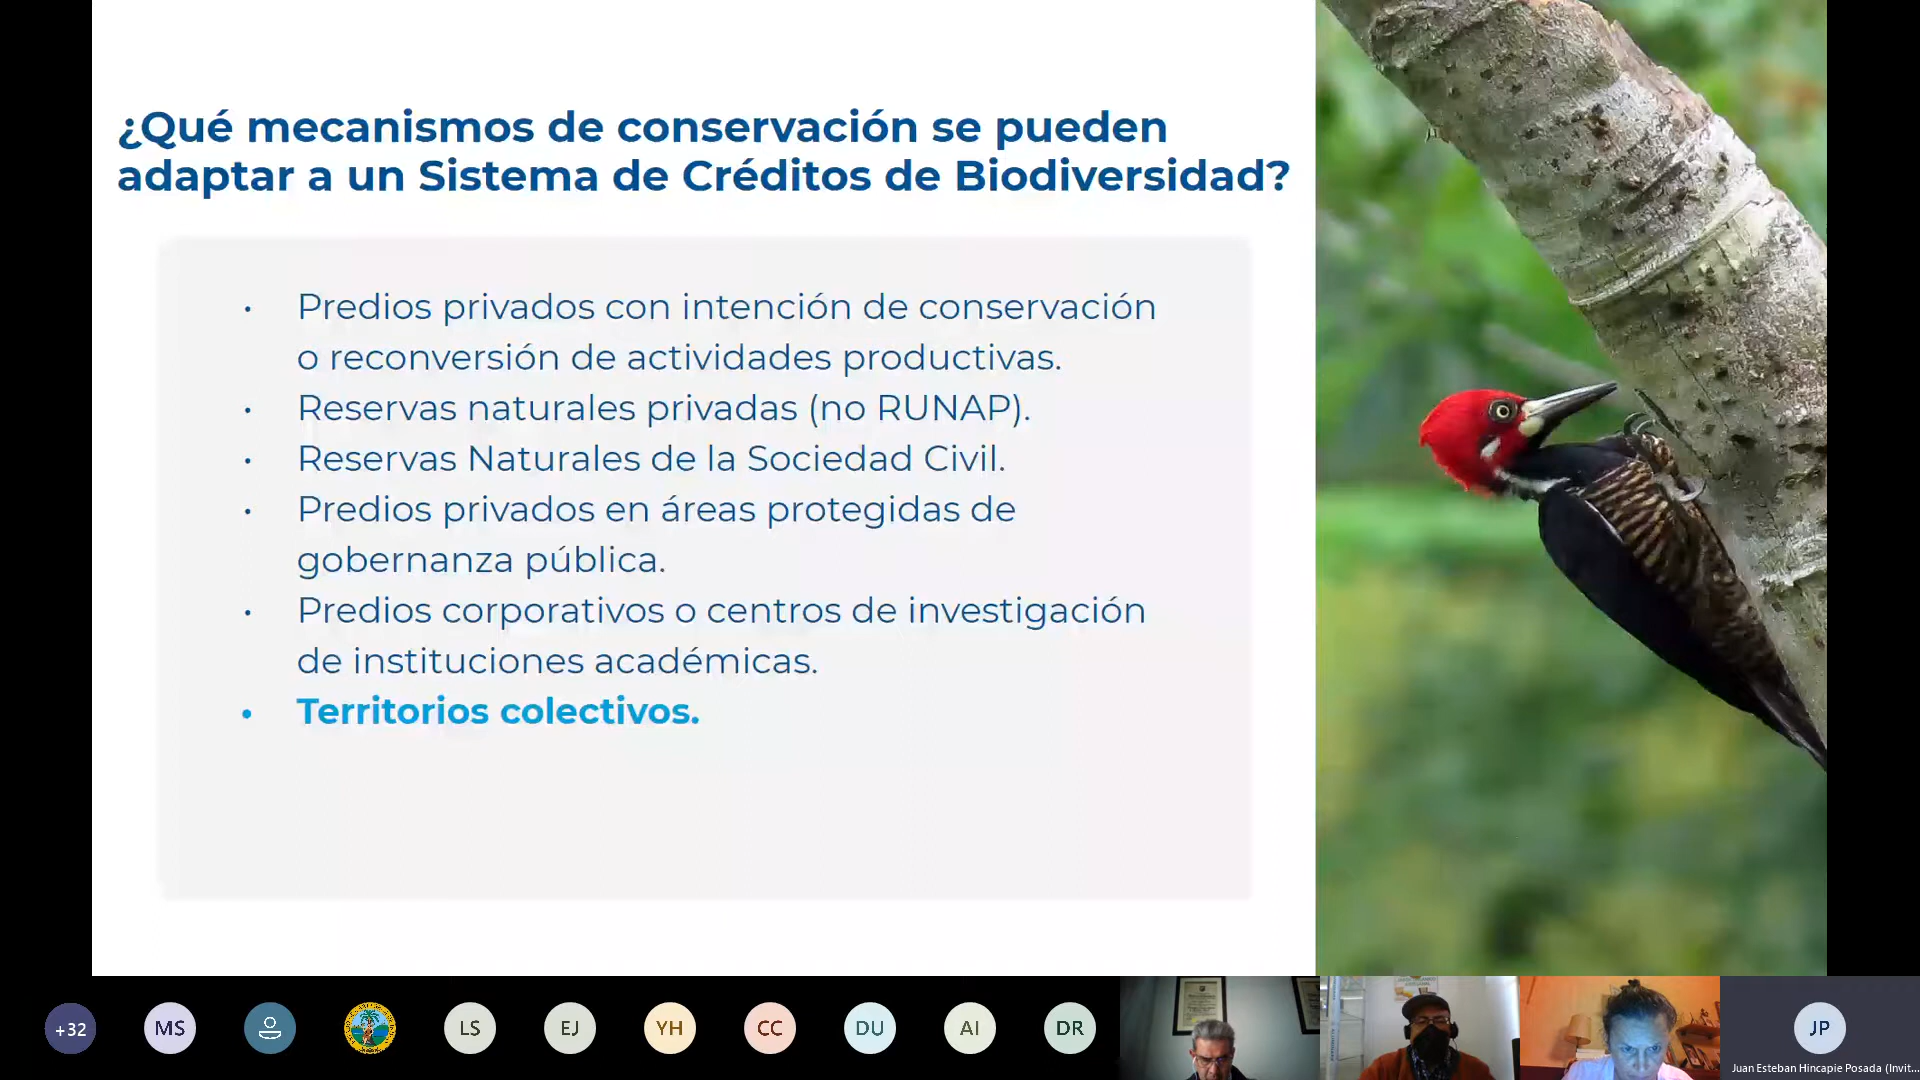 ¿Qué mecanismos de conservación se pueden
adaptar a un Sistema de Créditos de Biodiversidad?
• Predios privados con intención de conservación
o reconversión de actividades productivas.
• Reservas naturales privadas (no RUNAP).
• Reservas Naturales de la Sociedad Civil.
• Predios privados en áreas protegidas de
gobernanza pública.
• Predios corporativos o centros de investigación
de instituciones académicas.
• Territorios colectivos.
+32
MS
LS
EJ
YH
CC
DU
AI
DR
JP
Juan Esteban Hincapie Posada (Invit...